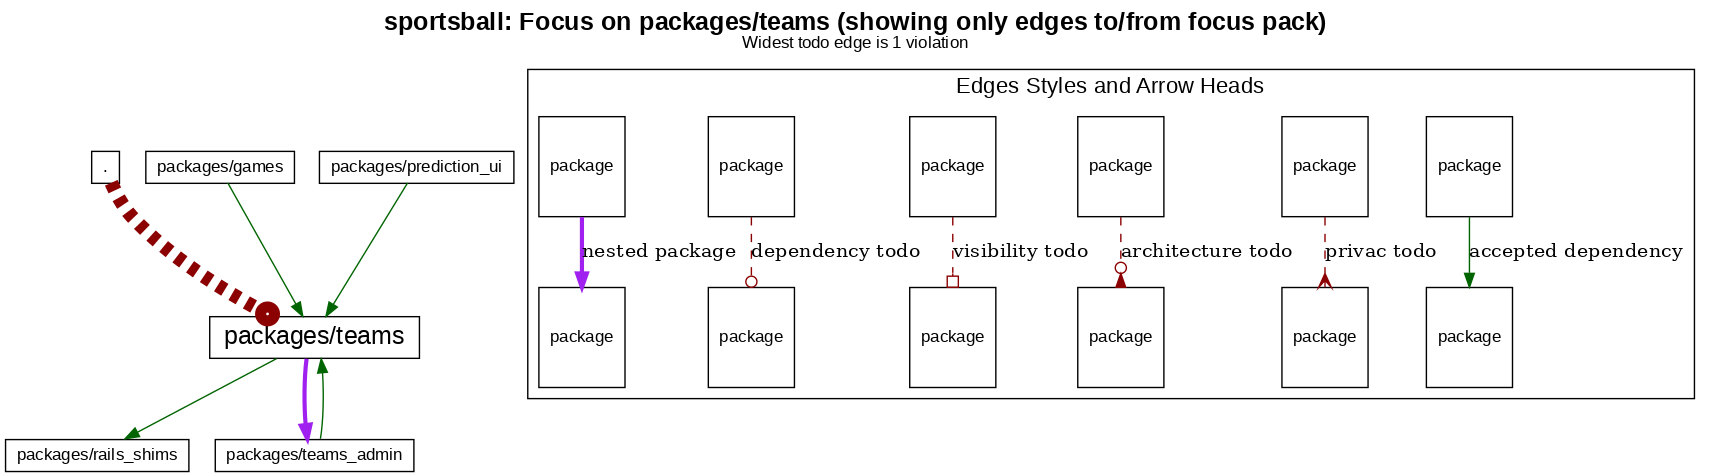 sportsball: Focus on packages/teams (showing only edges to/from focus pack)
Widest todo edge is 1 violation
Edges Styles and Arrow Heads
. packages/games packages/prediction_ui
package package package package package package
nested package dependency todo visibility todo architecture todo privac todo accepted dependency
packages/teams
package package package package package package
packages/rails_shims packages/teams_admin